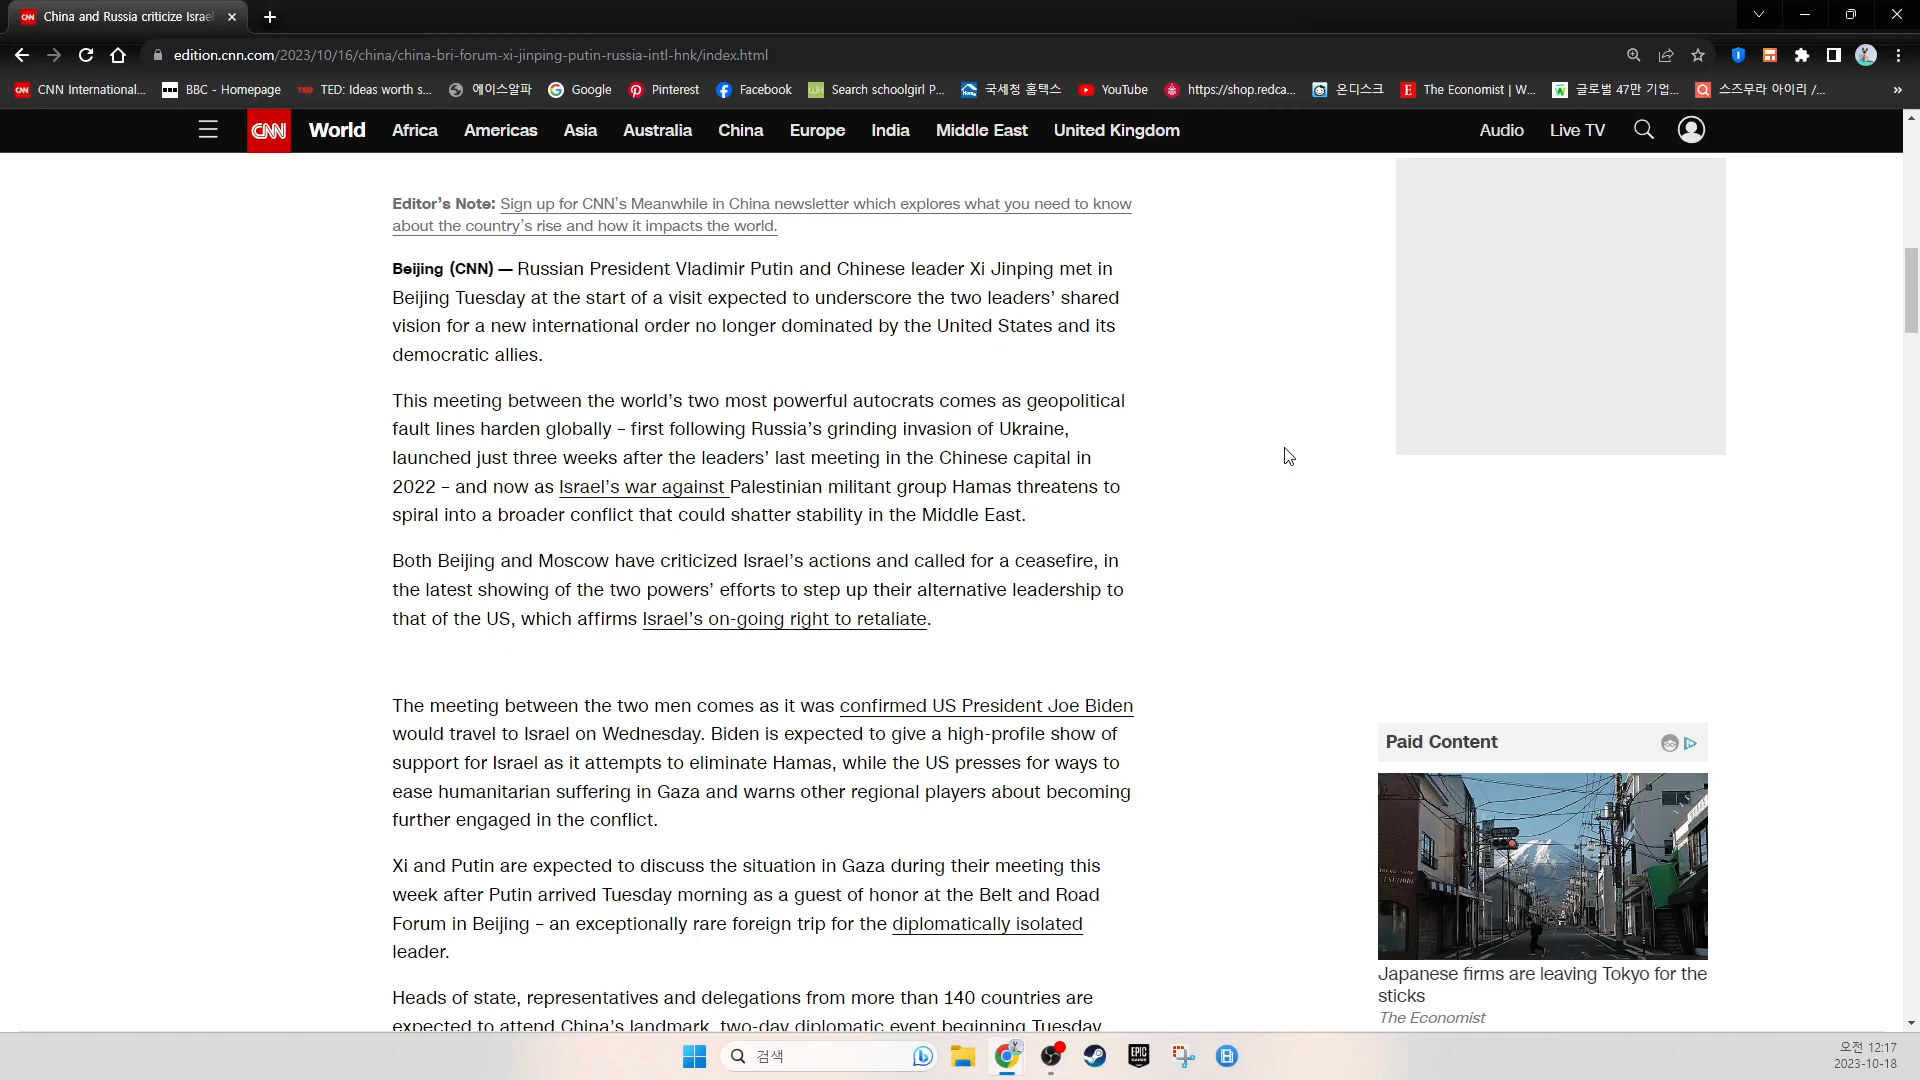 China and Russia criticize Israel
edition.cnn.com/2023/10/16/china/china-bri-forum-xi-jinping-putin-russia-intl-hnk/index.html
CNN International... BBC - Homepage TED: Ideas worth s... 에이스알파 Google Pinterest Facebook Search schoolgirl P... 국세청 홈택스 YouTube https://shop.redca... 온디스크 The Economist | W... 글로벌 47만 기업... 스즈무라 아이리 /... »
CNN World Africa Americas Asia Australia China Europe India Middle East United Kingdom Audio Live TV
Editor’s Note: Sign up for CNN’s Meanwhile in China newsletter which explores what you need to know
about the country’s rise and how it impacts the world.
Beijing (CNN) — Russian President Vladimir Putin and Chinese leader Xi Jinping met in
Beijing Tuesday at the start of a visit expected to underscore the two leaders’ shared
vision for a new international order no longer dominated by the United States and its
democratic allies.
This meeting between the world’s two most powerful autocrats comes as geopolitical
fault lines harden globally – first following Russia’s grinding invasion of Ukraine,
launched just three weeks after the leaders’ last meeting in the Chinese capital in
2022 – and now as Israel’s war against Palestinian militant group Hamas threatens to
spiral into a broader conflict that could shatter stability in the Middle East.
Both Beijing and Moscow have criticized Israel’s actions and called for a ceasefire, in
the latest showing of the two powers’ efforts to step up their alternative leadership to
that of the US, which affirms Israel’s on-going right to retaliate.
The meeting between the two men comes as it was confirmed US President Joe Biden
would travel to Israel on Wednesday. Biden is expected to give a high-profile show of
support for Israel as it attempts to eliminate Hamas, while the US presses for ways to
ease humanitarian suffering in Gaza and warns other regional players about becoming
further engaged in the conflict.
Xi and Putin are expected to discuss the situation in Gaza during their meeting this
week after Putin arrived Tuesday morning as a guest of honor at the Belt and Road
Forum in Beijing – an exceptionally rare foreign trip for the diplomatically isolated
leader.
Heads of state, representatives and delegations from more than 140 countries are
expected to attend China’s landmark, two-day diplomatic event beginning Tuesday
Paid Content
Japanese firms are leaving Tokyo for the
sticks
The Economist
검색
EPIC GAMES
오전 12:17
2023-10-18